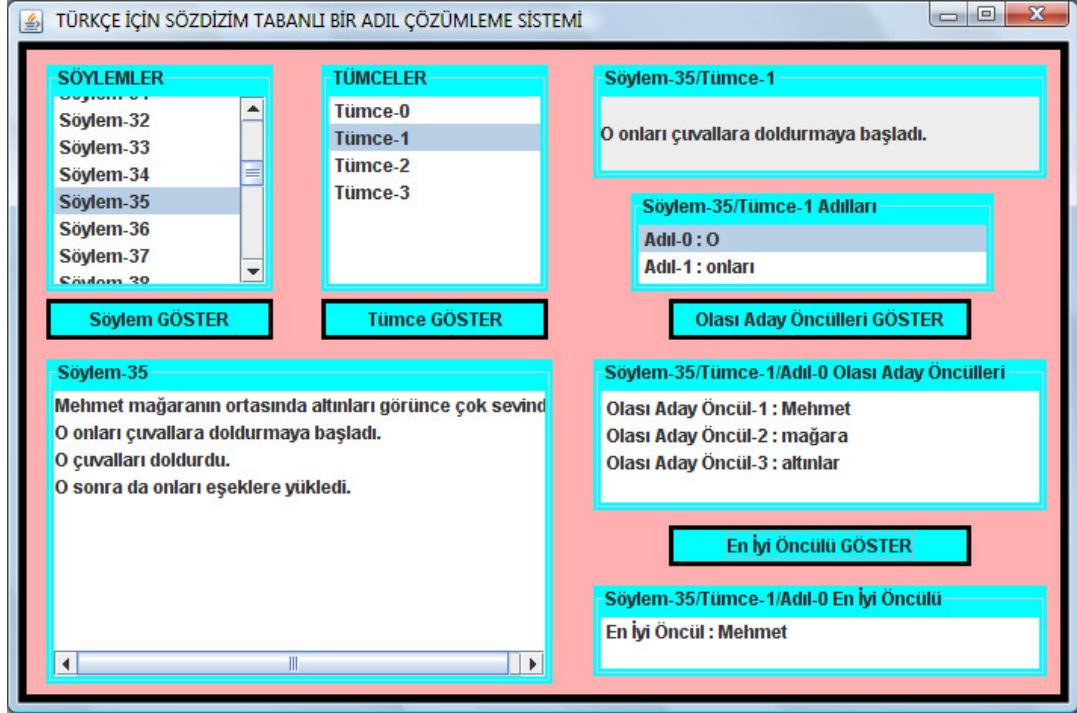 TÜRKÇE İÇİN SÖZDİZİM TABANLI BİR ADIL ÇÖZÜMLEME SİSTEMİ
SÖYLEMLER
Söylem-32
Söylem-33
Söylem-34
Söylem-35
Söylem-36
Söylem-37
Söylem-38
Söylem GÖSTER
TÜMCELER
Tümce-0
Tümce-1
Tümce-2
Tümce-3
Tümce GÖSTER
Söylem-35/Tümce-1
O onları çuvallara doldurmaya başladı.
Söylem-35/Tümce-1 Adılları
Adıl-0 : O
Adıl-1 : onları
Olası Aday Öncülleri GÖSTER
Söylem-35
Mehmet mağaranın ortasında altınları görünce çok sevind
O onları çuvallara doldurmaya başladı.
O çuvalları doldurdu.
O sonra da onları eşeklere yükledi.
Söylem-35/Tümce-1/Adıl-0 Olası Aday Öncülleri
Olası Aday Öncül-1 : Mehmet
Olası Aday Öncül-2 : mağara
Olası Aday Öncül-3 : altınlar
En İyi Öncülü GÖSTER
Söylem-35/Tümce-1/Adıl-0 En İyi Öncülü
En İyi Öncül : Mehmet